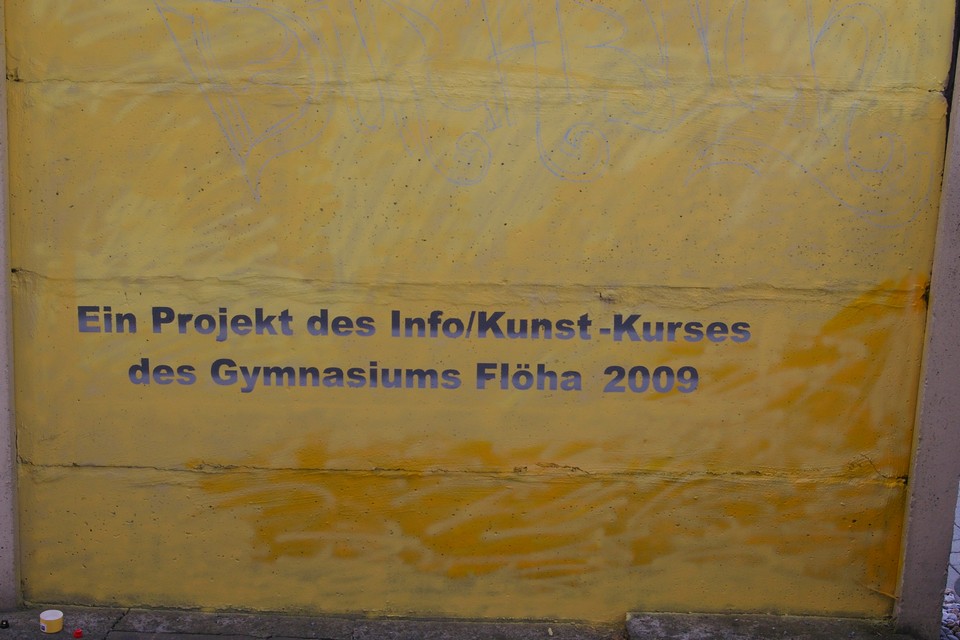 Ein Projekt des Info/Kunst-Kurses
des Gymnasiums Flöha 2009